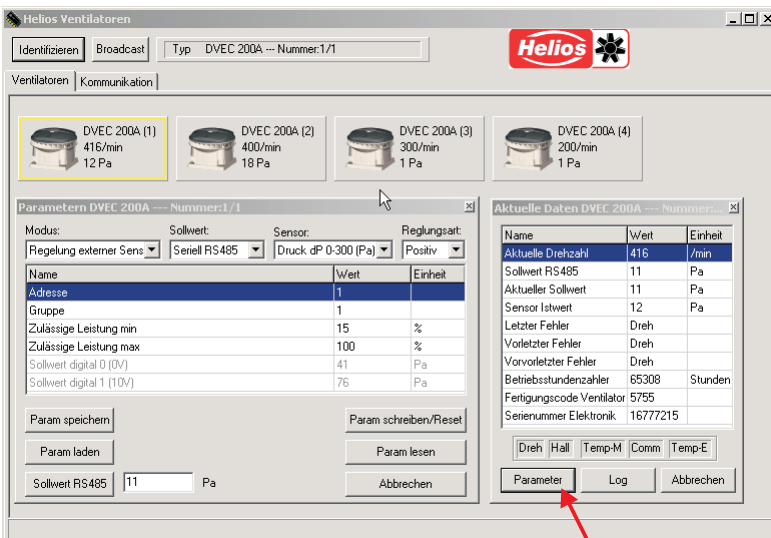 Helios Ventilatoren
Identifizieren Broadcast Typ DVEC 200A --- Nummer:1/1
Helios
Ventilatoren Kommunikation
DVEC 200A (1)
416/min
12 Pa
DVEC 200A (2)
400/min
18 Pa
DVEC 200A (3)
300/min
1 Pa
DVEC 200A (4)
200/min
1 Pa
Parametern DVEC 200A --- Nummer:1/1
Modus: Sollwert: Sensor: Reglungsart:
Regelung externer Sens Seriell RS485 Druck dP 0-300 (Pa) Positiv
Name Wert Einheit
Adresse 1
Gruppe 1
Zulässige Leistung min 15 %
Zulässige Leistung max 100 %
Sollwert digital 0 (0V) 41 Pa
Sollwert digital 1 (10V) 76 Pa
Param speichern Param schreiben/Reset
Param laden Param lesen
Sollwert RS485 11 Pa Abbrechen
Aktuelle Daten DVEC 200A --- Nummer:...
Name Wert Einheit
Aktuelle Drehzahl 416 /min
Sollwert RS485 11 Pa
Aktueller Sollwert 11 Pa
Sensor Istwert 12 Pa
Letzter Fehler Dreh
Vorletzter Fehler Dreh
Vorvorletzter Fehler Dreh
Betriebsstundenzahler 65308 Stunden
Fertigungscode Ventilator 5755
Serienummer Elektronik 16777215
Dreh Hall Temp-M Comm Temp-E
Parameter Log Abbrechen